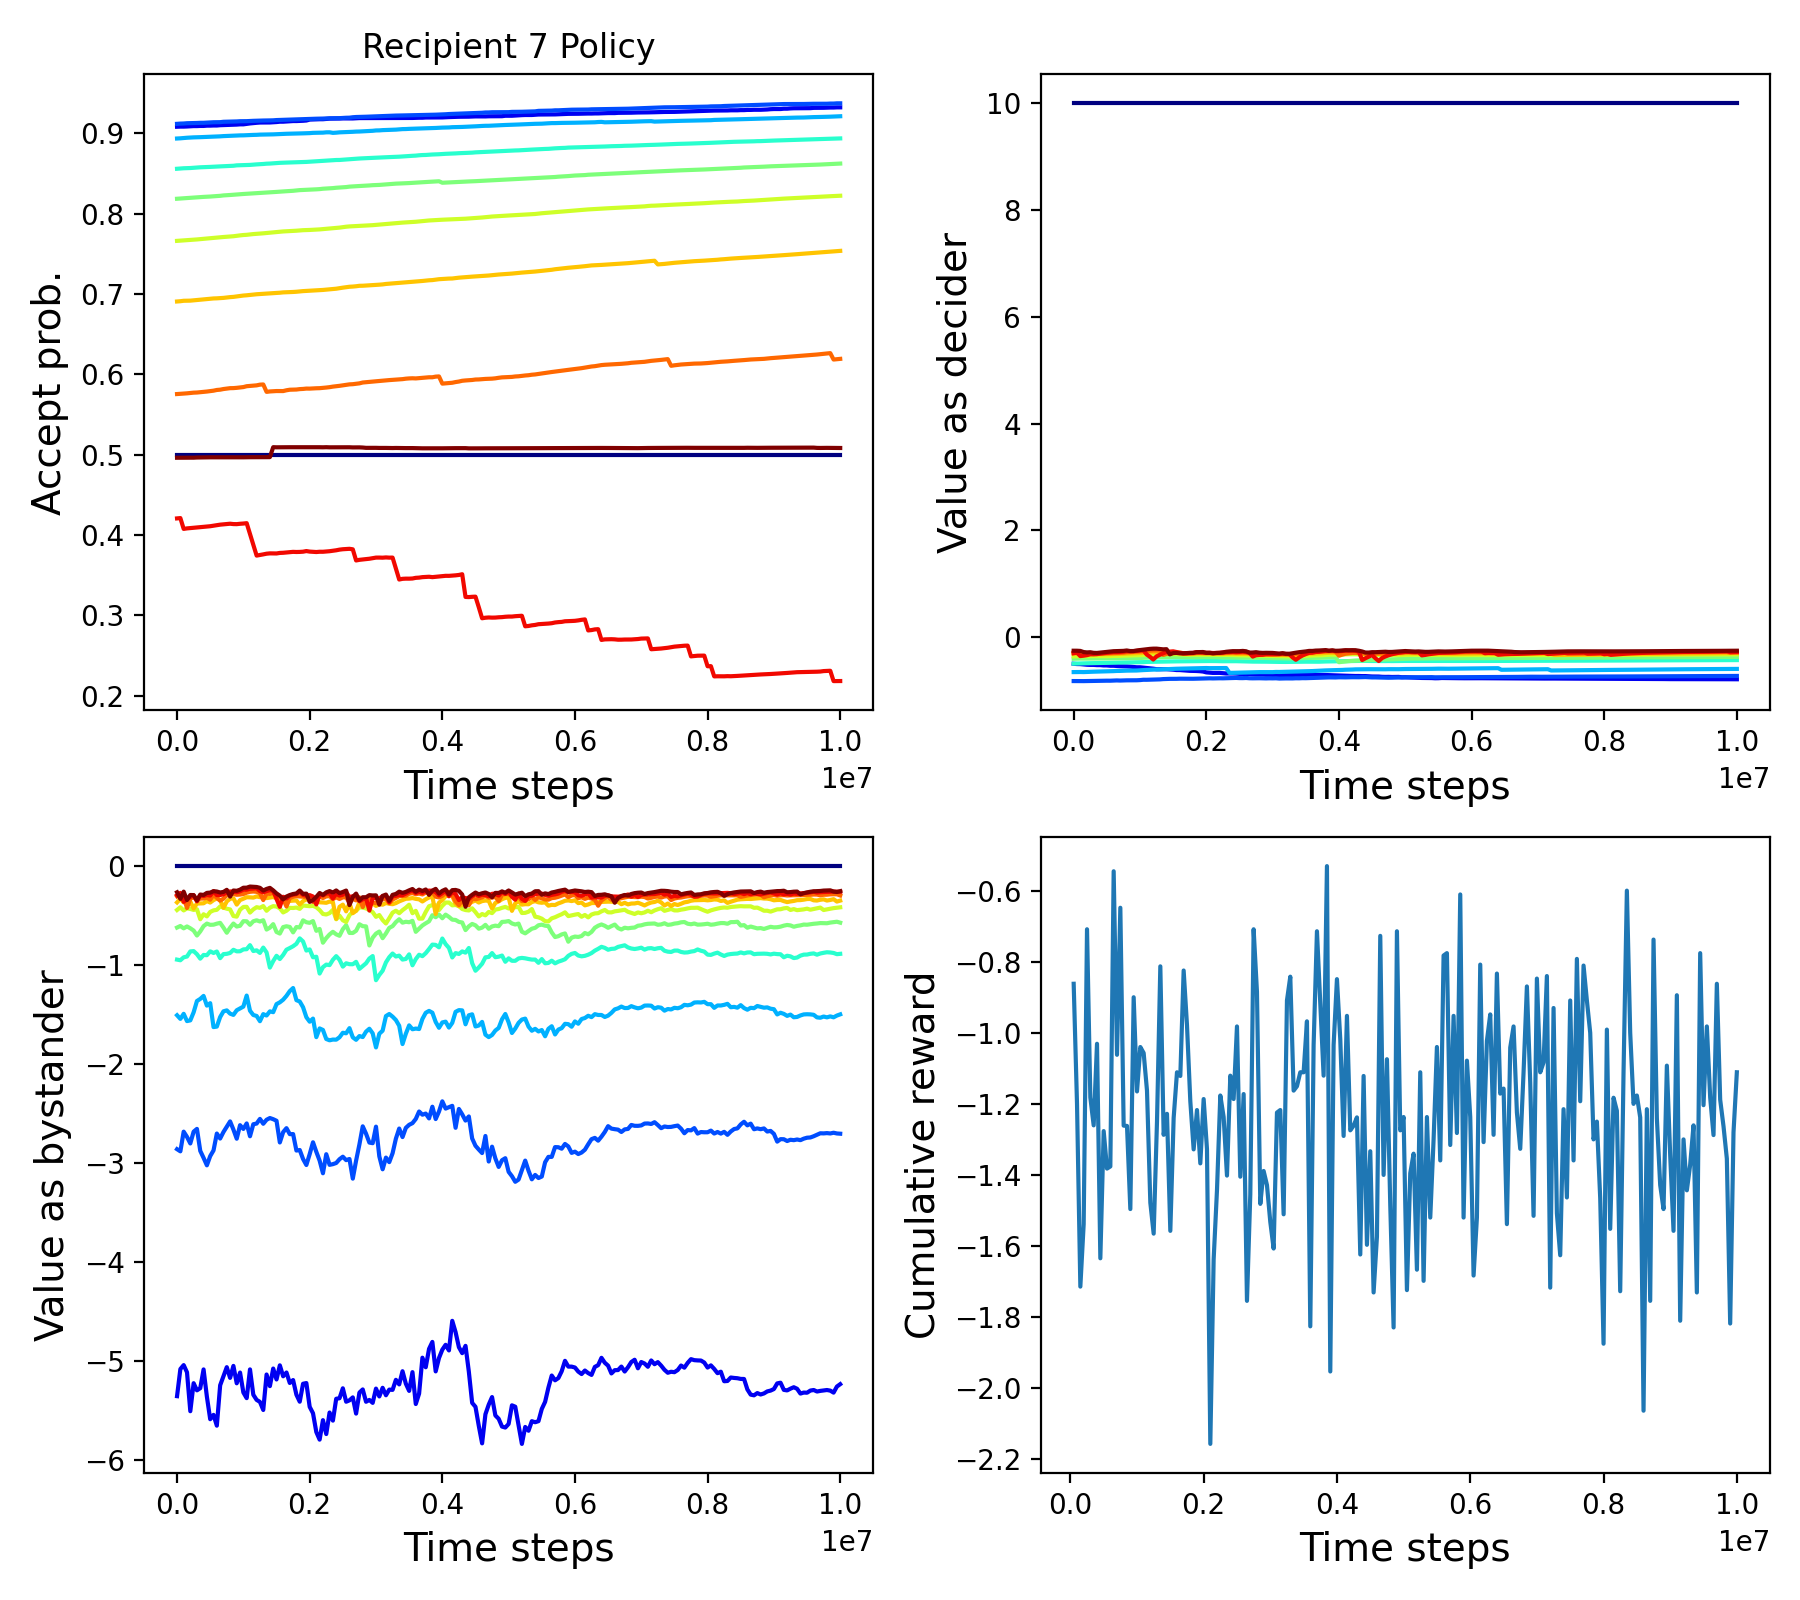 Recipient 7 Policy
Accept prob.
0.9
0.8
0.7
0.6
0.5
0.4
0.3
0.2
0.0 0.2 0.4 0.6 0.8 1.0
1e7
Time steps
Value as decider
10
8
6
4
2
0
0.0 0.2 0.4 0.6 0.8 1.0
1e7
Time steps
Value as bystander
0
−1
−2
−3
−4
−5
−6
0.0 0.2 0.4 0.6 0.8 1.0
1e7
Time steps
Cumulative reward
−0.6
−0.8
−1.0
−1.2
−1.4
−1.6
−1.8
−2.0
−2.2
0.0 0.2 0.4 0.6 0.8 1.0
1e7
Time steps